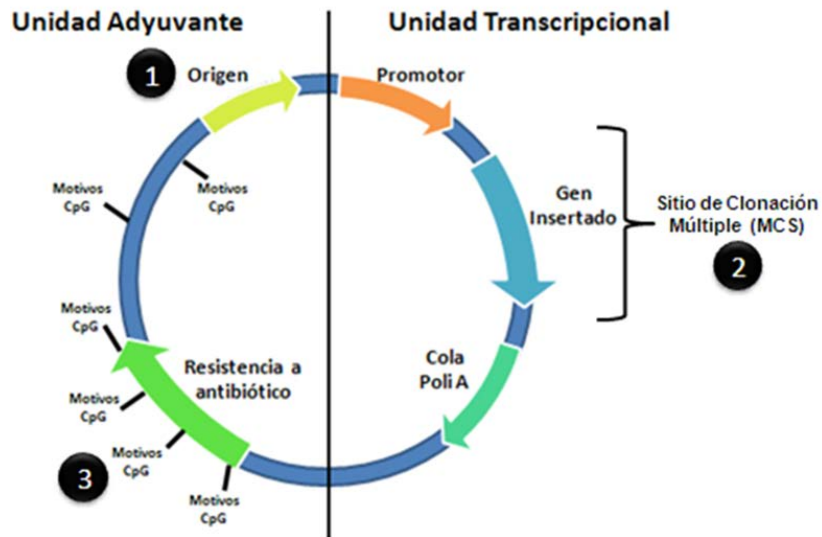 Unidad Adyuvante
Unidad Transcripcional
1
Origen
Promotor
Motivos
CpG
Motivos
CpG
Gen
Insertado
Sitio de Clonación
Múltiple (MCS)
2
Motivos
CpG
Resistencia a
antibiótico
Cola
Poli A
Motivos
CpG
Motivos
CpG
3
Motivos
CpG